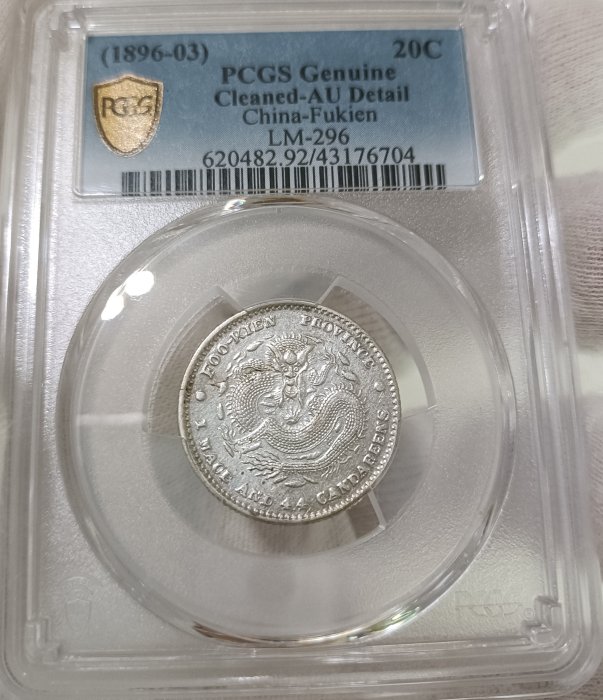 (1896-03) 20C
PCGS Genuine
Cleaned-AU Detail
China-Fukien
LM-296
620482.92/43176704
PCGS
FOO-KIEN PROVINCE
1 MACE AND 4.4 CANDAREENS
PCGS